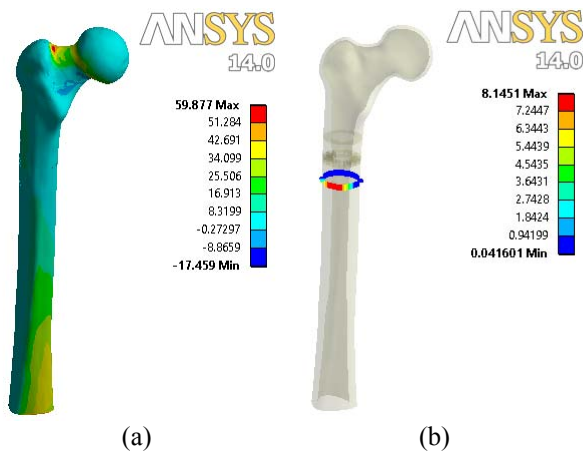 ANSYS
14.0
59.877 Max
51.284
42.691
34.099
25.506
16.913
8.3199
-0.27297
-8.8659
-17.459 Min
(a)
ANSYS
14.0
8.1451 Max
7.2447
6.3443
5.4439
4.5435
3.6431
2.7428
1.8424
0.94199
0.041601 Min
(b)